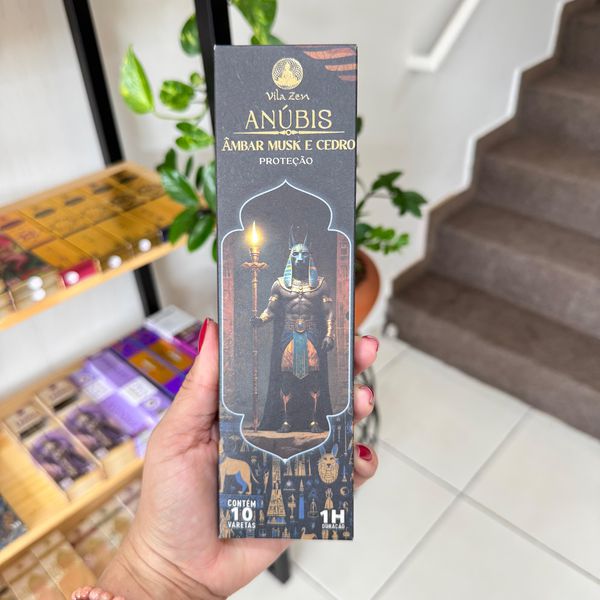 Vila Zen
ANÚBIS
ÂMBAR MUSK E CEDRO
PROTEÇÃO
CONTÉM
10
VARETAS
1H
DURAÇÃO